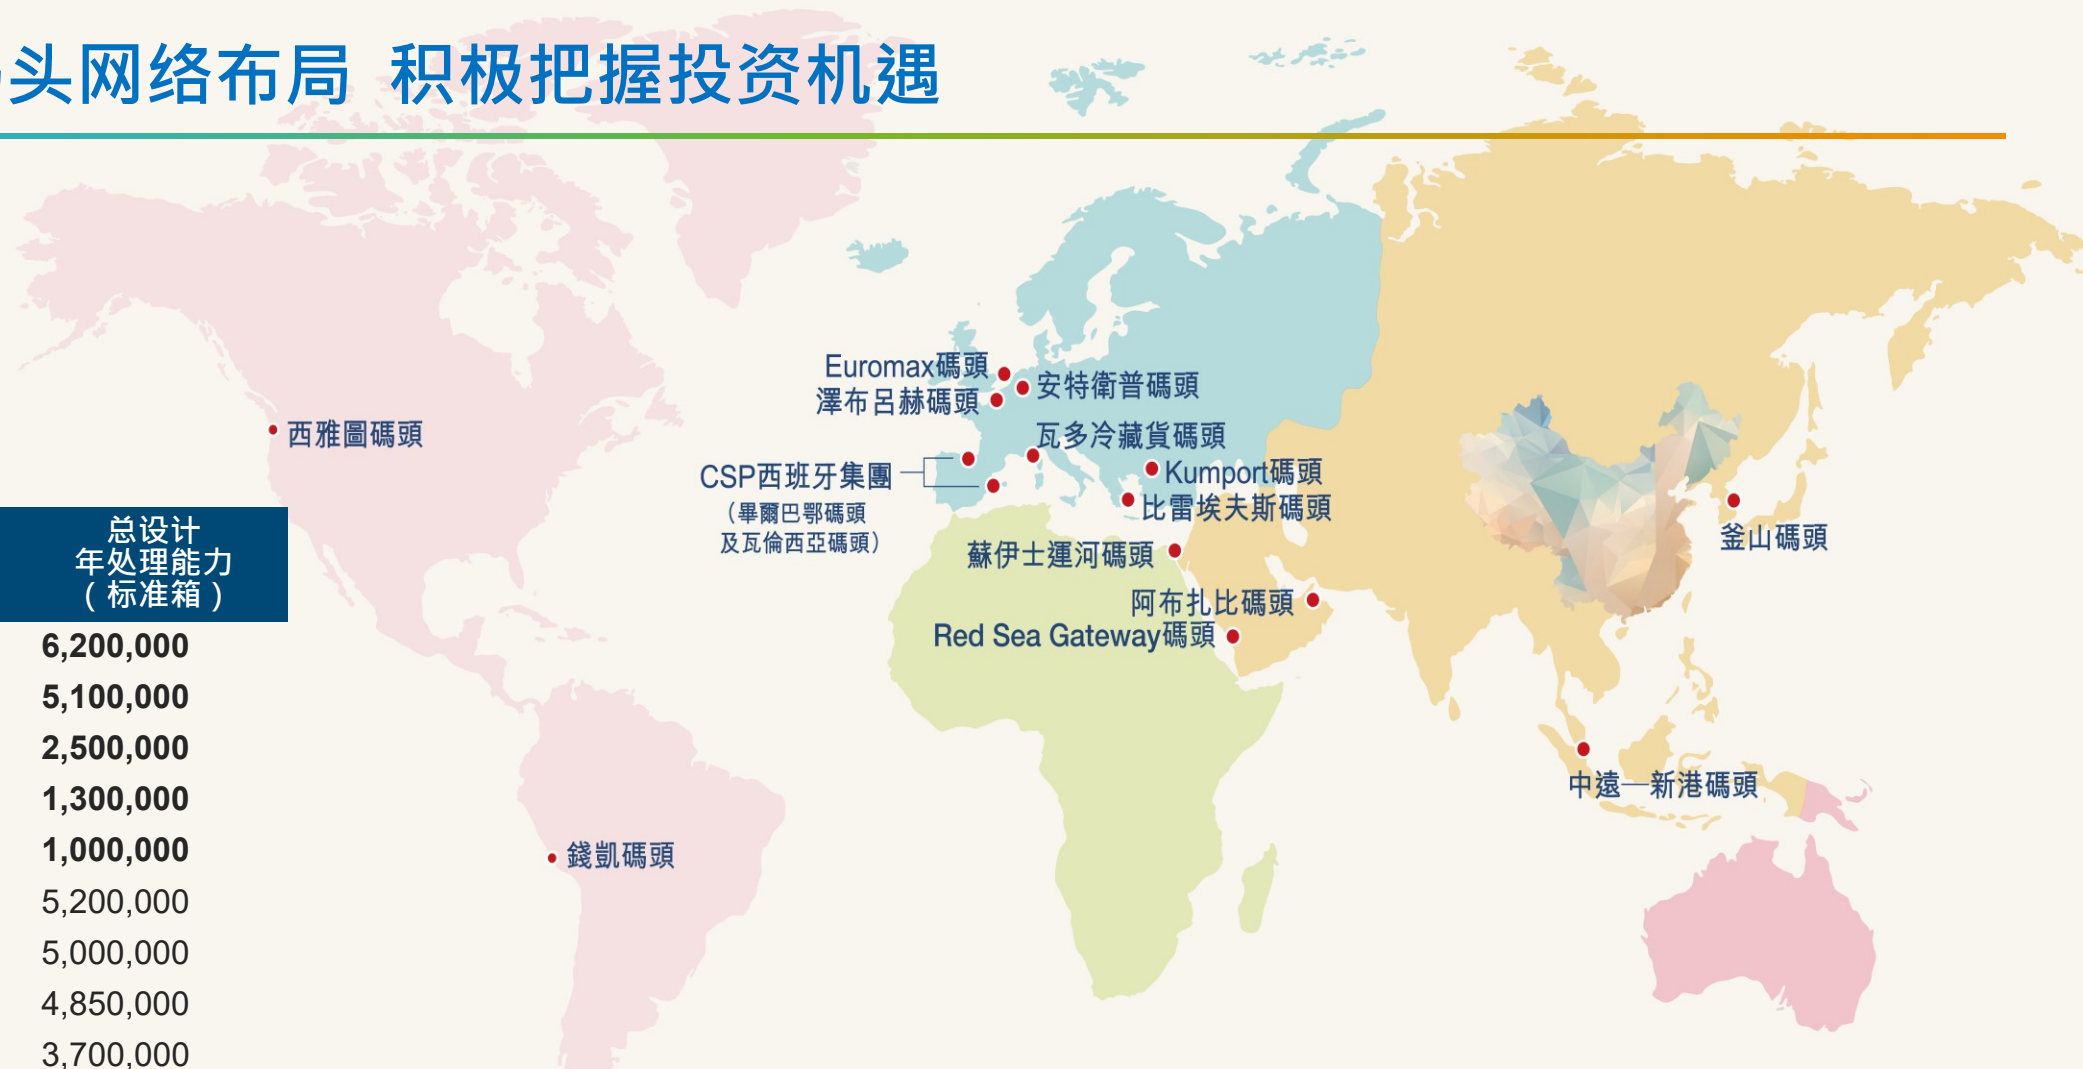 头网络布局 积极把握投资机遇
Euromax碼頭
安特衛普碼頭
澤布呂赫碼頭
西雅圖碼頭
瓦多冷藏貨碼頭
CSP西班牙集團
Kumport碼頭
(畢爾巴鄂碼頭
及瓦倫西亞碼頭)
比雷埃夫斯碼頭
釜山碼頭
蘇伊士運河碼頭
阿布扎比碼頭
Red Sea Gateway碼頭
中遠—新港碼頭
錢凱碼頭
总设计
年处理能力
(标准箱)
6,200,000
5,100,000
2,500,000
1,300,000
1,000,000
5,200,000
5,000,000
4,850,000
3,700,000